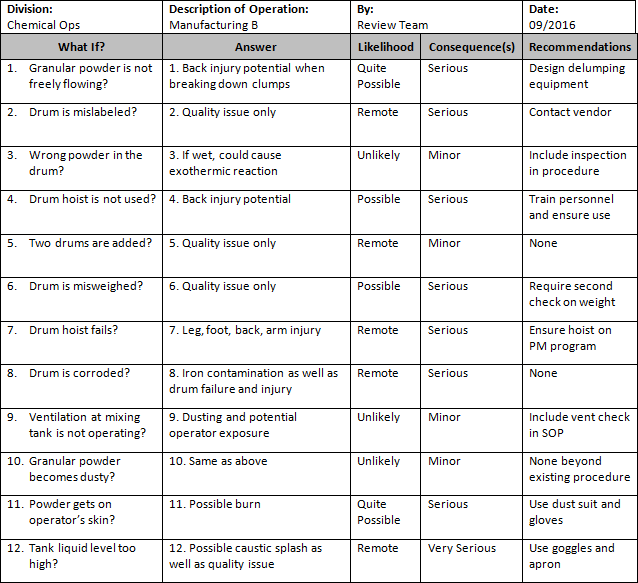 Division: Description of Operation: By: Date:
Chemical Ops Manufacturing B Review Team 09/2016
What If? Answer Likelihood Consequence(s) Recommendations
1. Granular powder is not 1. Back injury potential when Quite Serious Design delumping
freely flowing? breaking down clumps Possible equipment
2. Drum is mislabeled? 2. Quality issue only Remote Serious Contact vendor
3. Wrong powder in the 3. If wet, could cause Unlikely Minor Include inspection
drum? exothermic reaction in procedure
4. Drum hoist is not used? 4. Back injury potential Possible Serious Train personnel
and ensure use
5. Two drums are added? 5. Quality issue only Remote Minor None
6. Drum is misweighed? 6. Quality issue only Possible Serious Require second
check on weight
7. Drum hoist fails? 7. Leg, foot, back, arm injury Remote Serious Ensure hoist on
PM program
8. Drum is corroded? 8. Iron contamination as well as Remote Serious None
drum failure and injury
9. Ventilation at mixing 9. Dusting and potential Unlikely Minor Include vent check
tank is not operating? operator exposure in SOP
10. Granular powder 10. Same as above Unlikely Minor None beyond
becomes dusty? existing procedure
11. Powder gets on 11. Possible burn Quite Serious Use dust suit and
operator's skin? Possible gloves
12. Tank liquid level too 12. Possible caustic splash as Remote Very Serious Use goggles and
high? well as quality issue apron